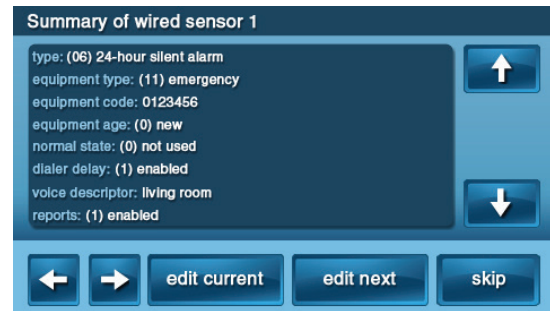 Summary of wired sensor 1
type: (06) 24-hour silent alarm
equipment type: (11) emergency
equipment code: 0123456
equipment age: (0) new
normal state: (0) not used
dialer delay: (1) enabled
voice descriptor: living room
reports: (1) enabled
edit current
edit next
skip